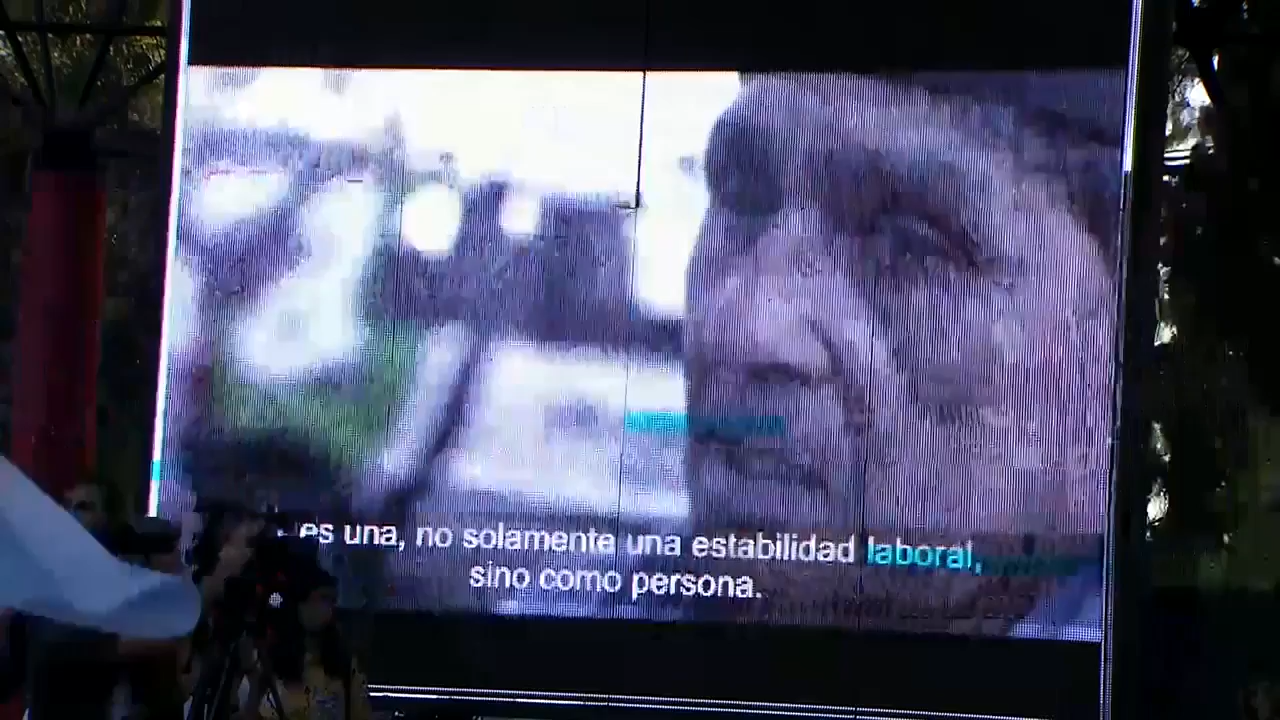 es una, no solamente una estabilidad laboral,
sino como persona.